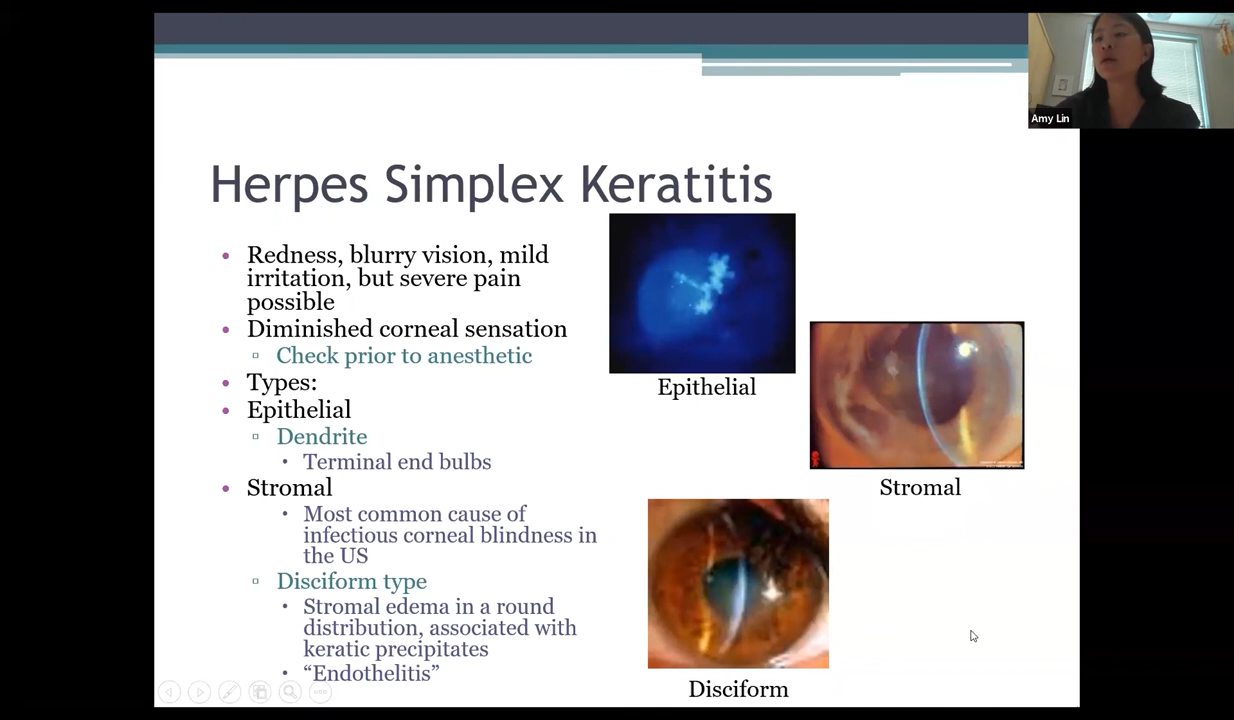 Amy Lin
Herpes Simplex Keratitis
Redness, blurry vision, mild
irritation, but severe pain
possible
Diminished corneal sensation
Check prior to anesthetic
Types:
Epithelial
Dendrite
Terminal end bulbs
Stromal
Most common cause of
infectious corneal blindness in
the US
Disciform type
Stromal edema in a round
distribution, associated with
keratic precipitates
“Endothelitis”
Epithelial
Stromal
Disciform